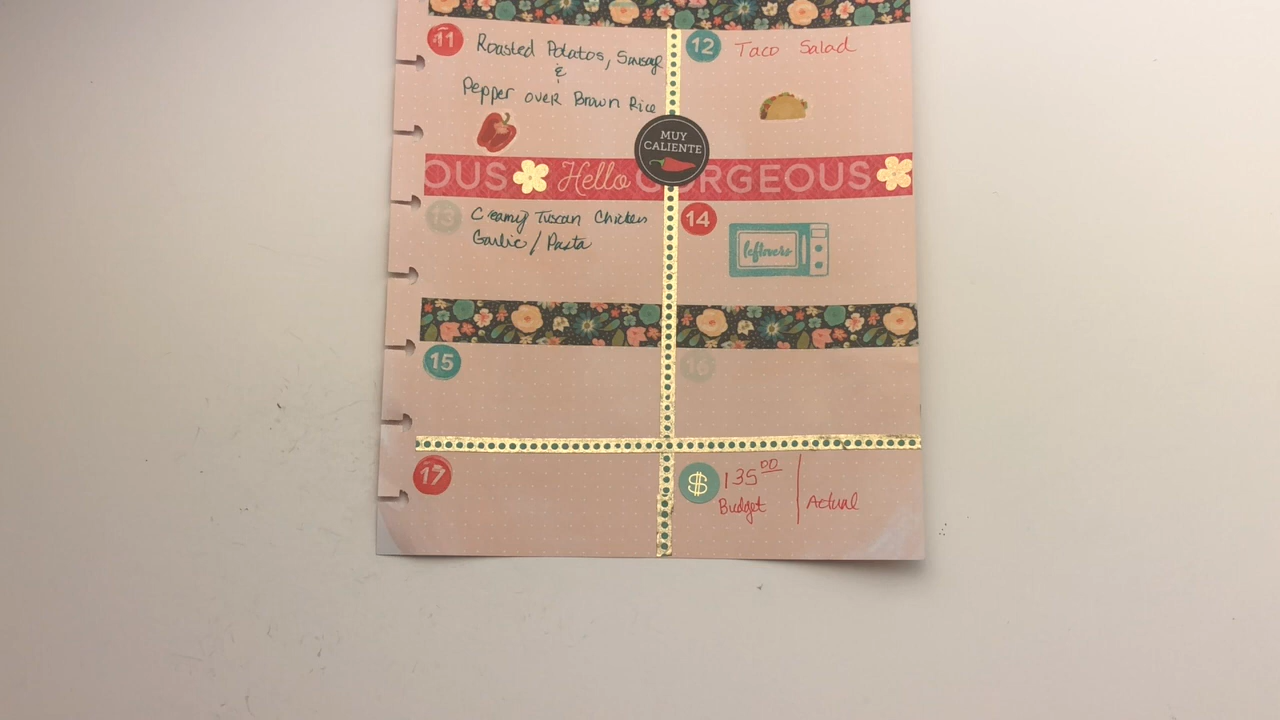 11
Roasted Potatos, Sausage
&
Pepper over Brown Rice
12
Taco Salad
MUY
CALIENTE
OUS Hello GORGEOUS
13
Creamy Tuscan Chicken
Garlic / Pasta
14
leftovers
15
16
17
$ 135.00
Budget
Actual